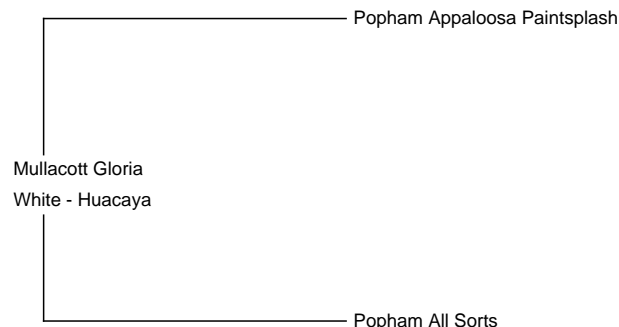 Popham Appaloosa Paintsplash
Mullacott Gloria
White - Huacaya
Popham All Sorts